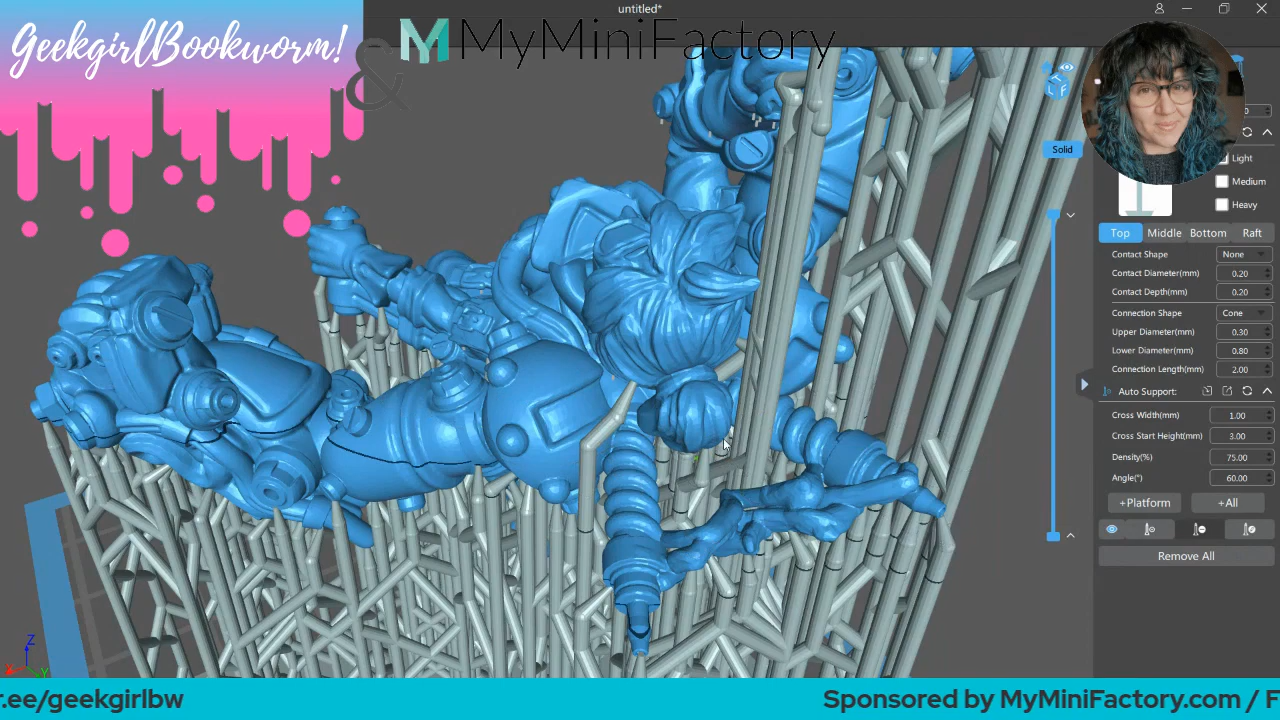 untitled*
GeekgirlBookworm!
&
MyMiniFactory
Solid
Light
Medium
Heavy
Top Middle Bottom Raft
Contact Shape None
Contact Diameter(mm) 0.20
Contact Depth(mm) 0.20
Connection Shape Cone
Upper Diameter(mm) 0.30
Lower Diameter(mm) 0.80
Connection Length(mm) 2.00
Auto Support:
Cross Width(mm) 1.00
Cross Start Height(mm) 3.00
Density(%) 75.00
Angle(°) 60.00
+Platform +All
Remove All
Z
X Y
r.ee/geekgirlbw
Sponsored by MyMiniFactory.com / F